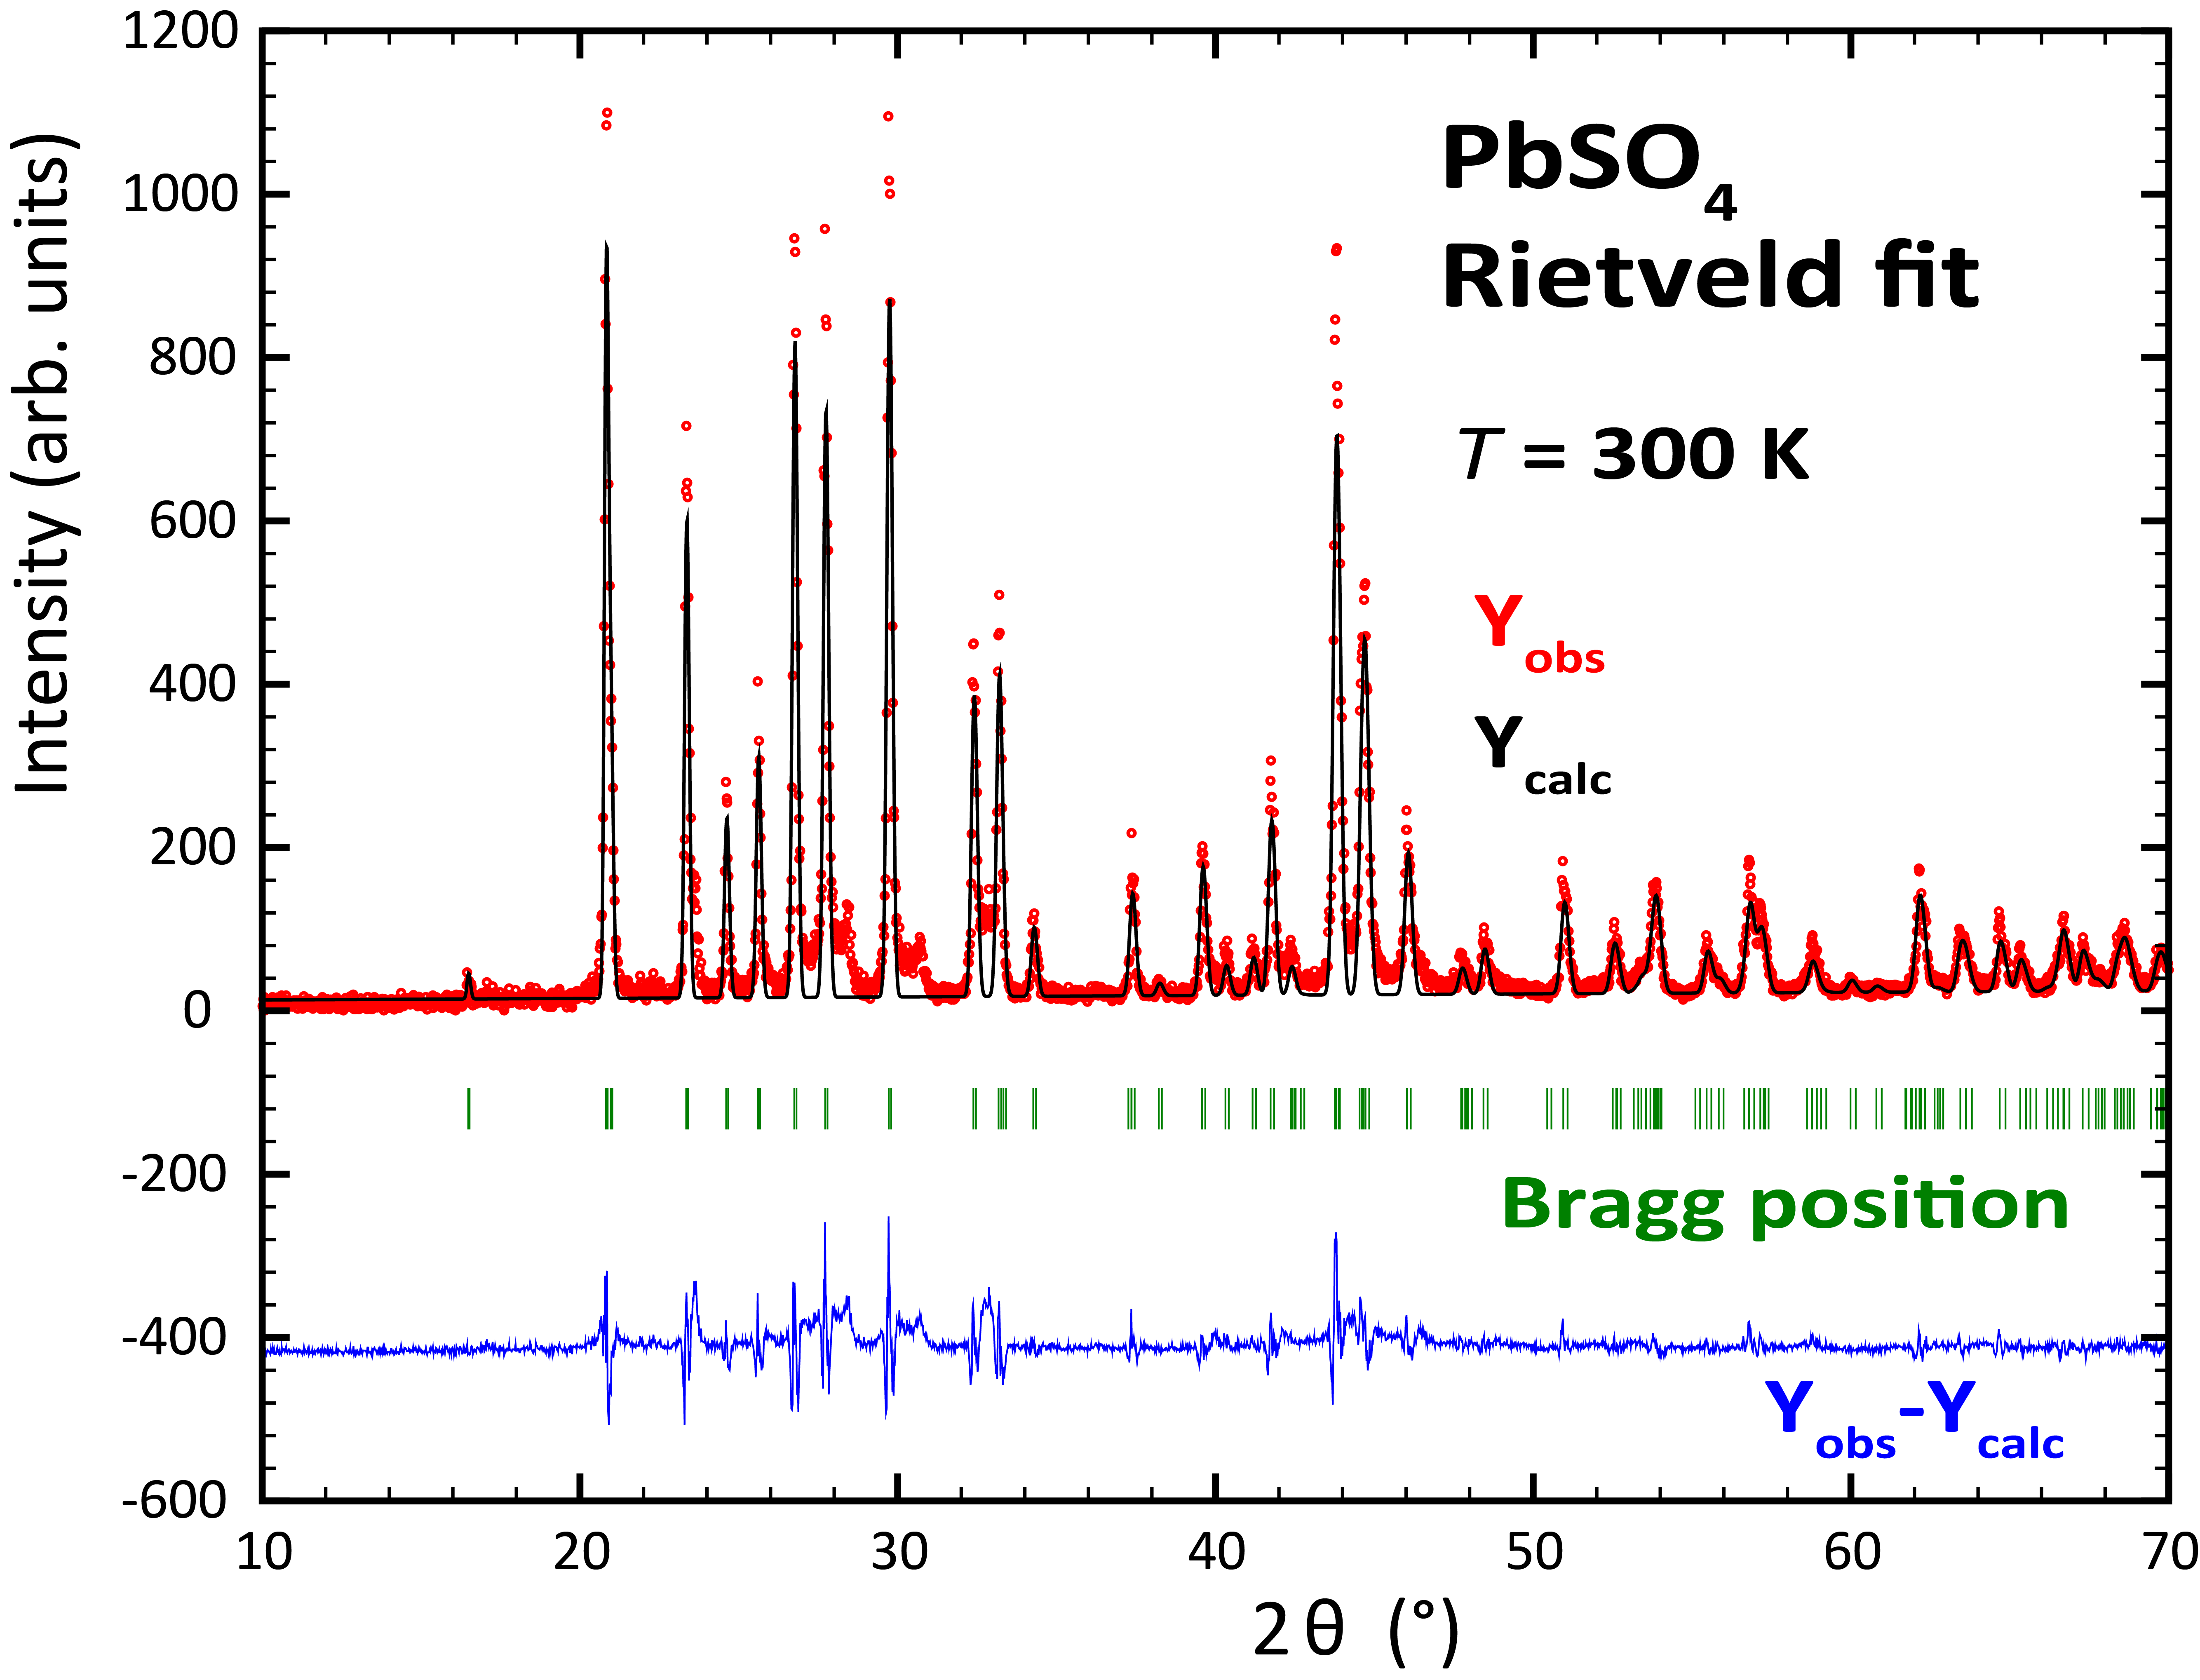 Intensity (arb. units)
1200
1000
800
600
400
200
0
-200
-400
-600
PbSO4
Rietveld fit
T = 300 K
Yobs
Ycalc
Bragg position
Yobs-Ycalc
10 20 30 40 50 60 70
2θ (°)